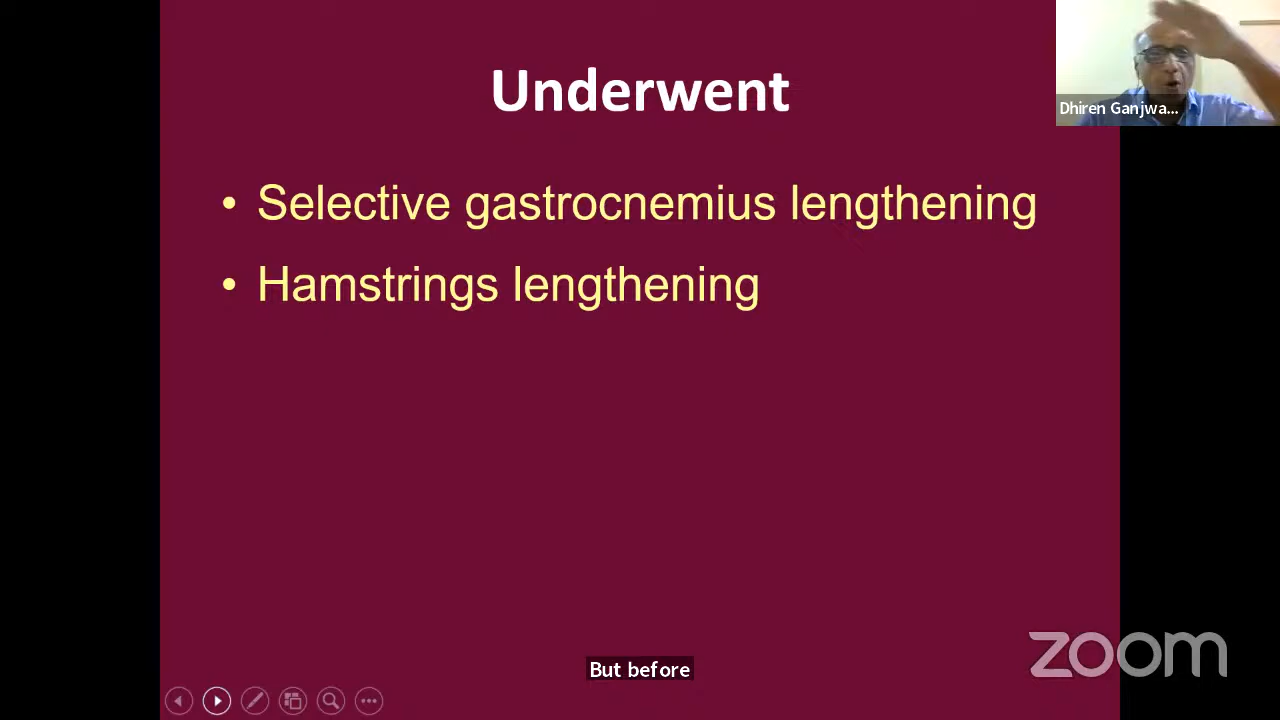 Underwent
Dhiren Ganjwa...
• Selective gastrocnemius lengthening
• Hamstrings lengthening
zoom
But before